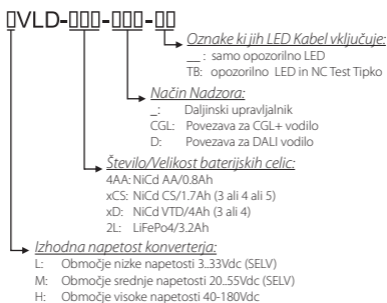 ▯VLD-▯▯▯-▯▯▯-▯▯
Oznake ki jih LED Kabel vključuje:
__ : samo opozorilno LED
TB: opozorilno LED in NC Test Tipko
Način Nadzora:
_: Daljinski upravljalnik
CGL: Povezava za CGL+ vodilo
D: Povezava za DALI vodilo
Število/Velikost baterijskih celic:
4AA: NiCd AA/0.8Ah
xCS: NiCd CS/1.7Ah (3 ali 4 ali 5)
xD: NiCd VTD/4Ah (3 ali 4)
2L: LiFePo4/3.2Ah
Izhodna napetost konverterja:
L: Območje nizke napetosti 3..33Vdc (SELV)
M: Območje srednje napetosti 20..55Vdc (SELV)
H: Območje visoke napetosti 40-180Vdc